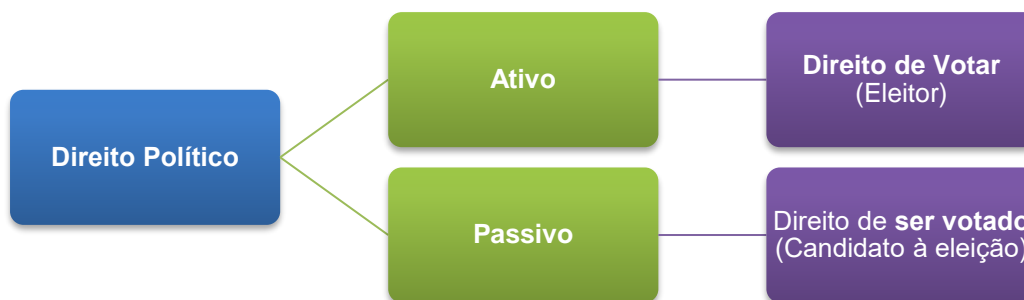 Direito Político
Ativo
Direito de Votar
(Eleitor)
Passivo
Direito de ser votado
(Candidato à eleição)